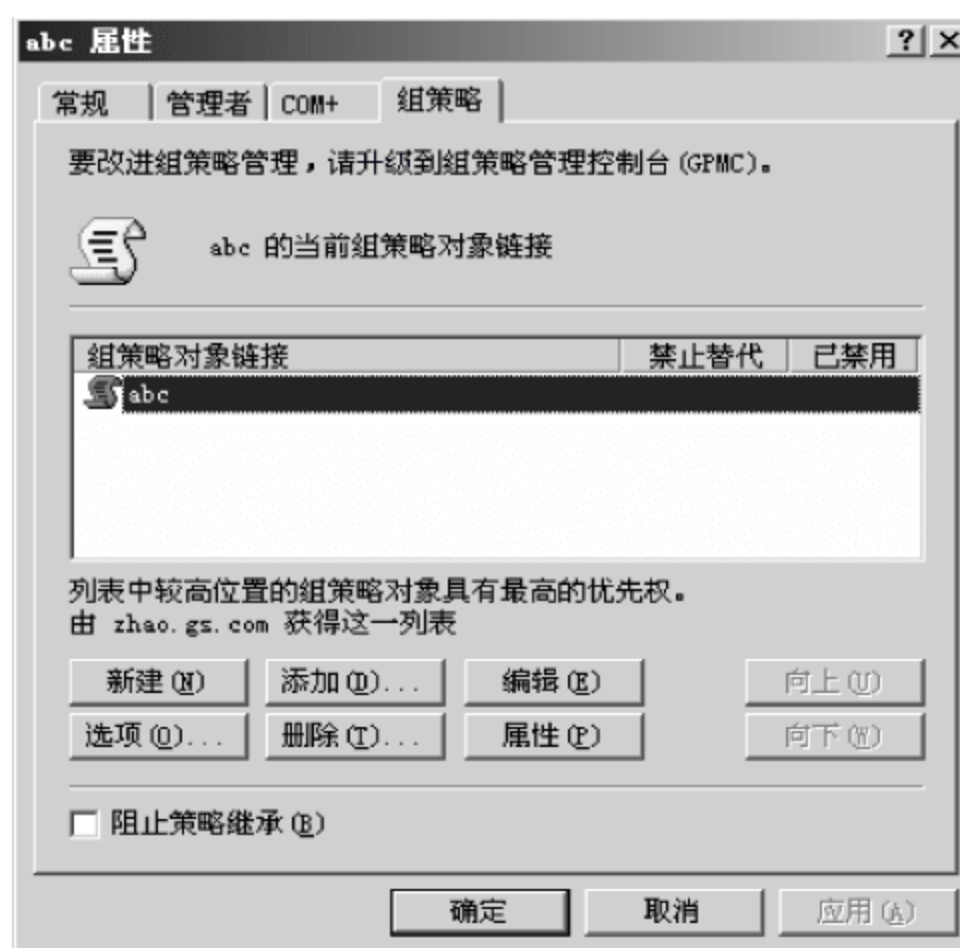 abc 属性
常规 管理者 COM+ 组策略
要改进组策略管理，请升级到组策略管理控制台(GPMC)。
abc 的当前组策略对象链接
组策略对象链接 禁止替代 已禁用
abc
列表中较高位置的组策略对象具有最高的优先权。
由 zhao.gs.com 获得这一列表
新建(N) 添加(D)... 编辑(E) 向上(U)
选项(O)... 删除(T)... 属性(P) 向下(W)
阻止策略继承(B)
确定 取消 应用(A)